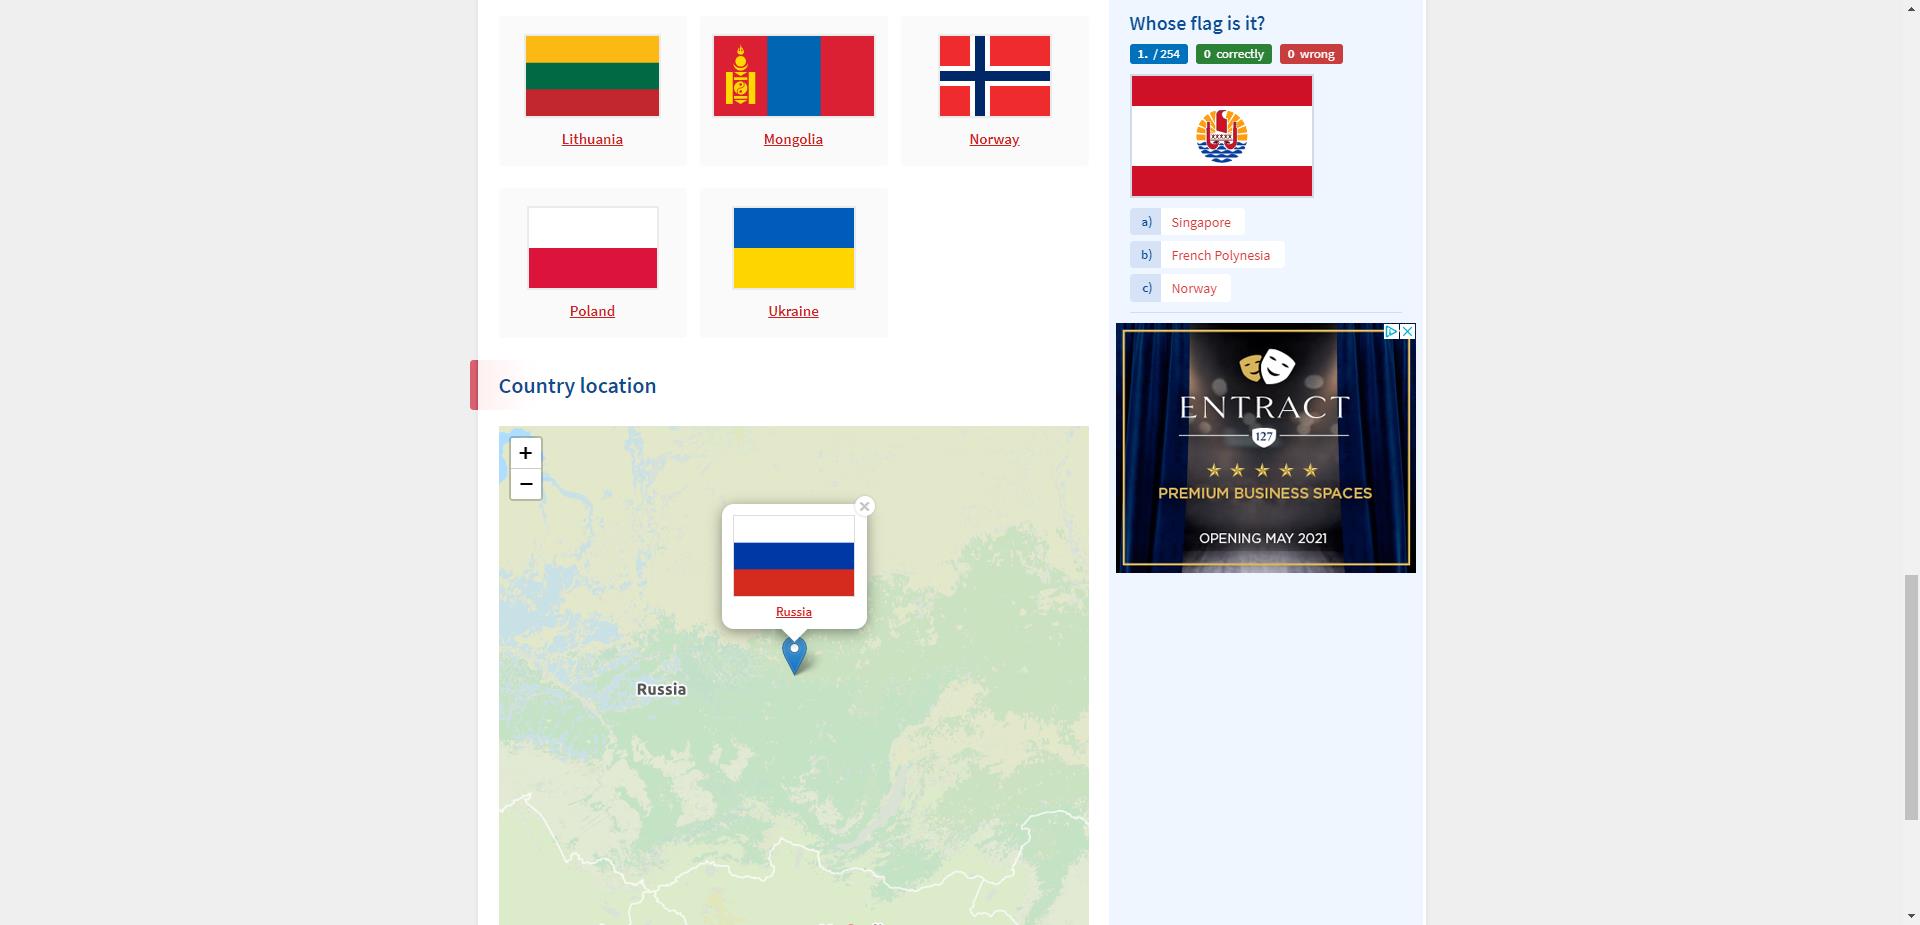 Lithuania
Mongolia
Norway
Poland
Ukraine
Country location
+
−
×
Russia
Russia
Whose flag is it?
1. / 254
0 correctly
0 wrong
a) Singapore
b) French Polynesia
c) Norway
ENTRACT
127
PREMIUM BUSINESS SPACES
OPENING MAY 2021